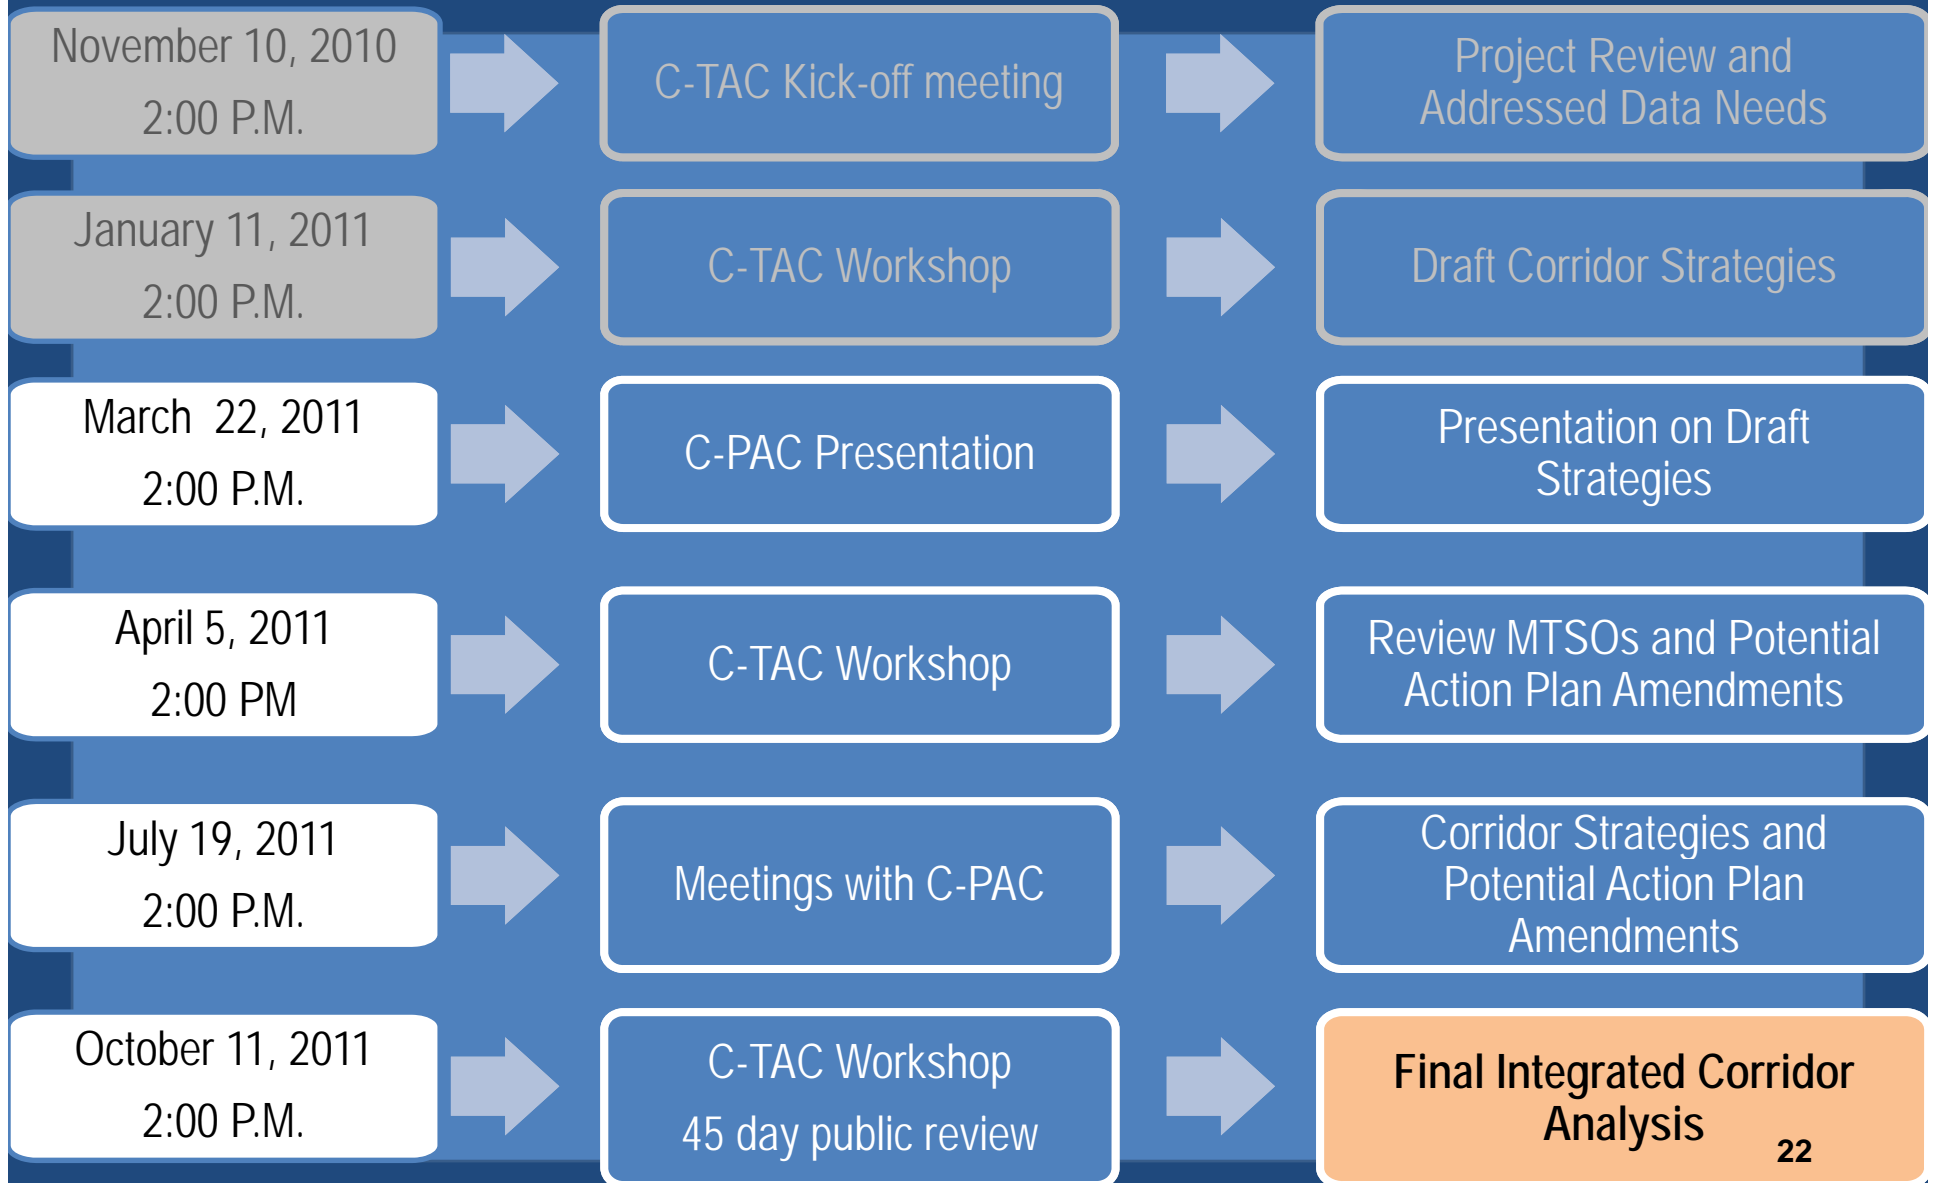 November 10, 2010
2:00 P.M.
C-TAC Kick-off meeting
Project Review and
Addressed Data Needs
January 11, 2011
2:00 P.M.
C-TAC Workshop
Draft Corridor Strategies
March  22, 2011
2:00 P.M.
C-PAC Presentation
Presentation on Draft
Strategies
April 5, 2011
2:00 PM
C-TAC Workshop
Review MTSOs and Potential
Action Plan Amendments
July 19, 2011
2:00 P.M.
Meetings with C-PAC
Corridor Strategies and
Potential Action Plan
Amendments
October 11, 2011
2:00 P.M.
C-TAC Workshop
45 day public review
Final Integrated Corridor
Analysis
22